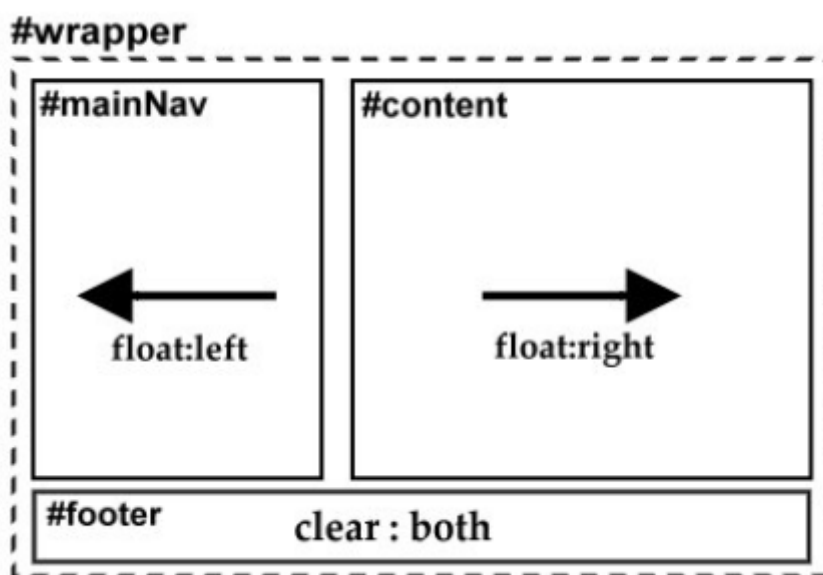 #wrapper
#mainNav
#content
float:left
float:right
#footer
clear : both